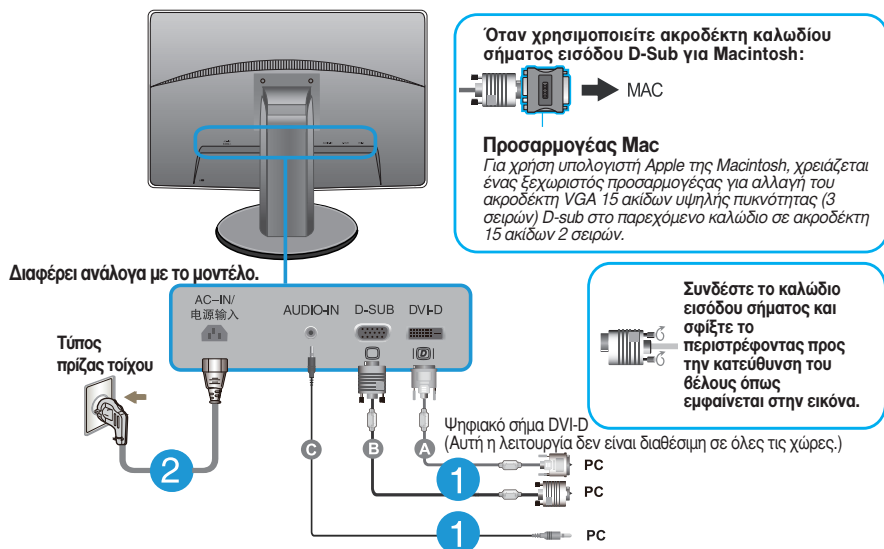 Όταν χρησιμοποιείτε ακροδέκτη καλωδίου
σήματος εισόδου D-Sub για Macintosh:
MAC
Προσαρμογέας Mac
Για χρήση υπολογιστή Apple της Macintosh, χρειάζεται
ένας ξεχωριστός προσαρμογέας για αλλαγή του
ακροδέκτη VGA 15 ακίδων υψηλής πυκνότητας (3
σειρών) D-sub στο παρεχόμενο καλώδιο σε ακροδέκτη
15 ακίδων 2 σειρών.
Διαφέρει ανάλογα με το μοντέλο.
AC-IN/
电源输入
AUDIO-IN
D-SUB
DVI-D
D
Τύπος
πρίζας τοίχου
Συνδέστε το καλώδιο
εισόδου σήματος και
σφίξτε το
περιστρέφοντας προς
την κατεύθυνση του
βέλους όπως
εμφαίνεται στην εικόνα.
Ψηφιακό σήμα DVI-D
(Αυτή η λειτουργία δεν είναι διαθέσιμη σε όλες τις χώρες.)
C
B
A
2
1
PC
PC
1
PC